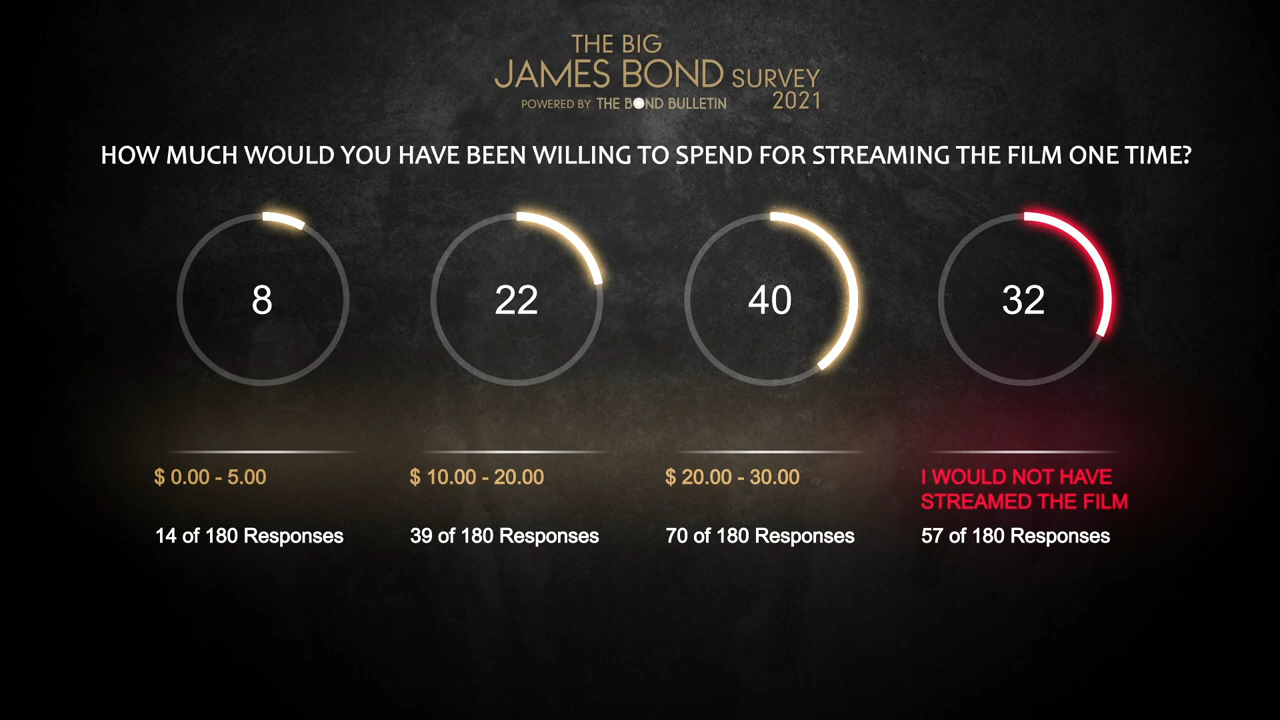 THE BIG
JAMES BOND SURVEY
POWERED BY THE BOND BULLETIN 2021
HOW MUCH WOULD YOU HAVE BEEN WILLING TO SPEND FOR STREAMING THE FILM ONE TIME?
8
22
40
32
$ 0.00 - 5.00
14 of 180 Responses
$ 10.00 - 20.00
39 of 180 Responses
$ 20.00 - 30.00
70 of 180 Responses
I WOULD NOT HAVE
STREAMED THE FILM
57 of 180 Responses